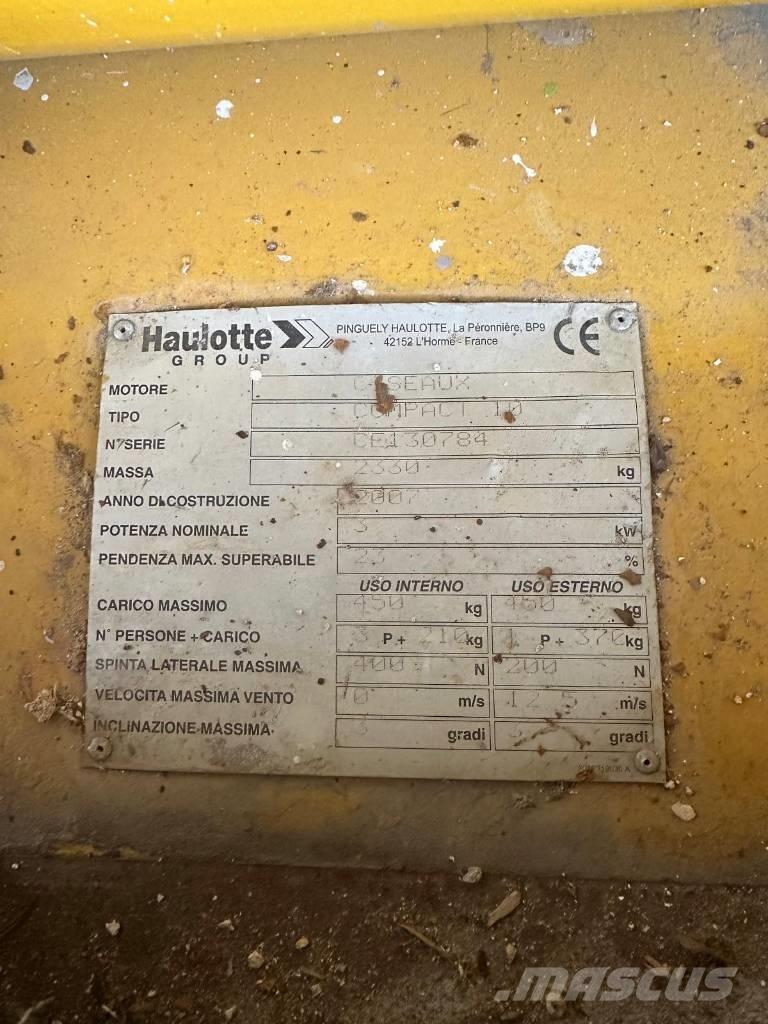 Haulotte
GROUP
PINGUELY HAULOTTE, La Péronnière, BP9
42152 L'Horme - France
CE
MOTORE CISEAUX
TIPO COMPACT 10
N° SERIE CE130784
MASSA 2330 kg
ANNO DI COSTRUZIONE 2007
POTENZA NOMINALE 3 kW
PENDENZA MAX. SUPERABILE 23 %
USO INTERNO USO ESTERNO
CARICO MASSIMO 450 kg 450 kg
N° PERSONE + CARICO 3 P + 210 kg 1 P + 370 kg
SPINTA LATERALE MASSIMA 400 N 200 N
VELOCITA MASSIMA VENTO 0 m/s 12.5 m/s
INCLINAZIONE MASSIMA 3 gradi gradi
MASCUS